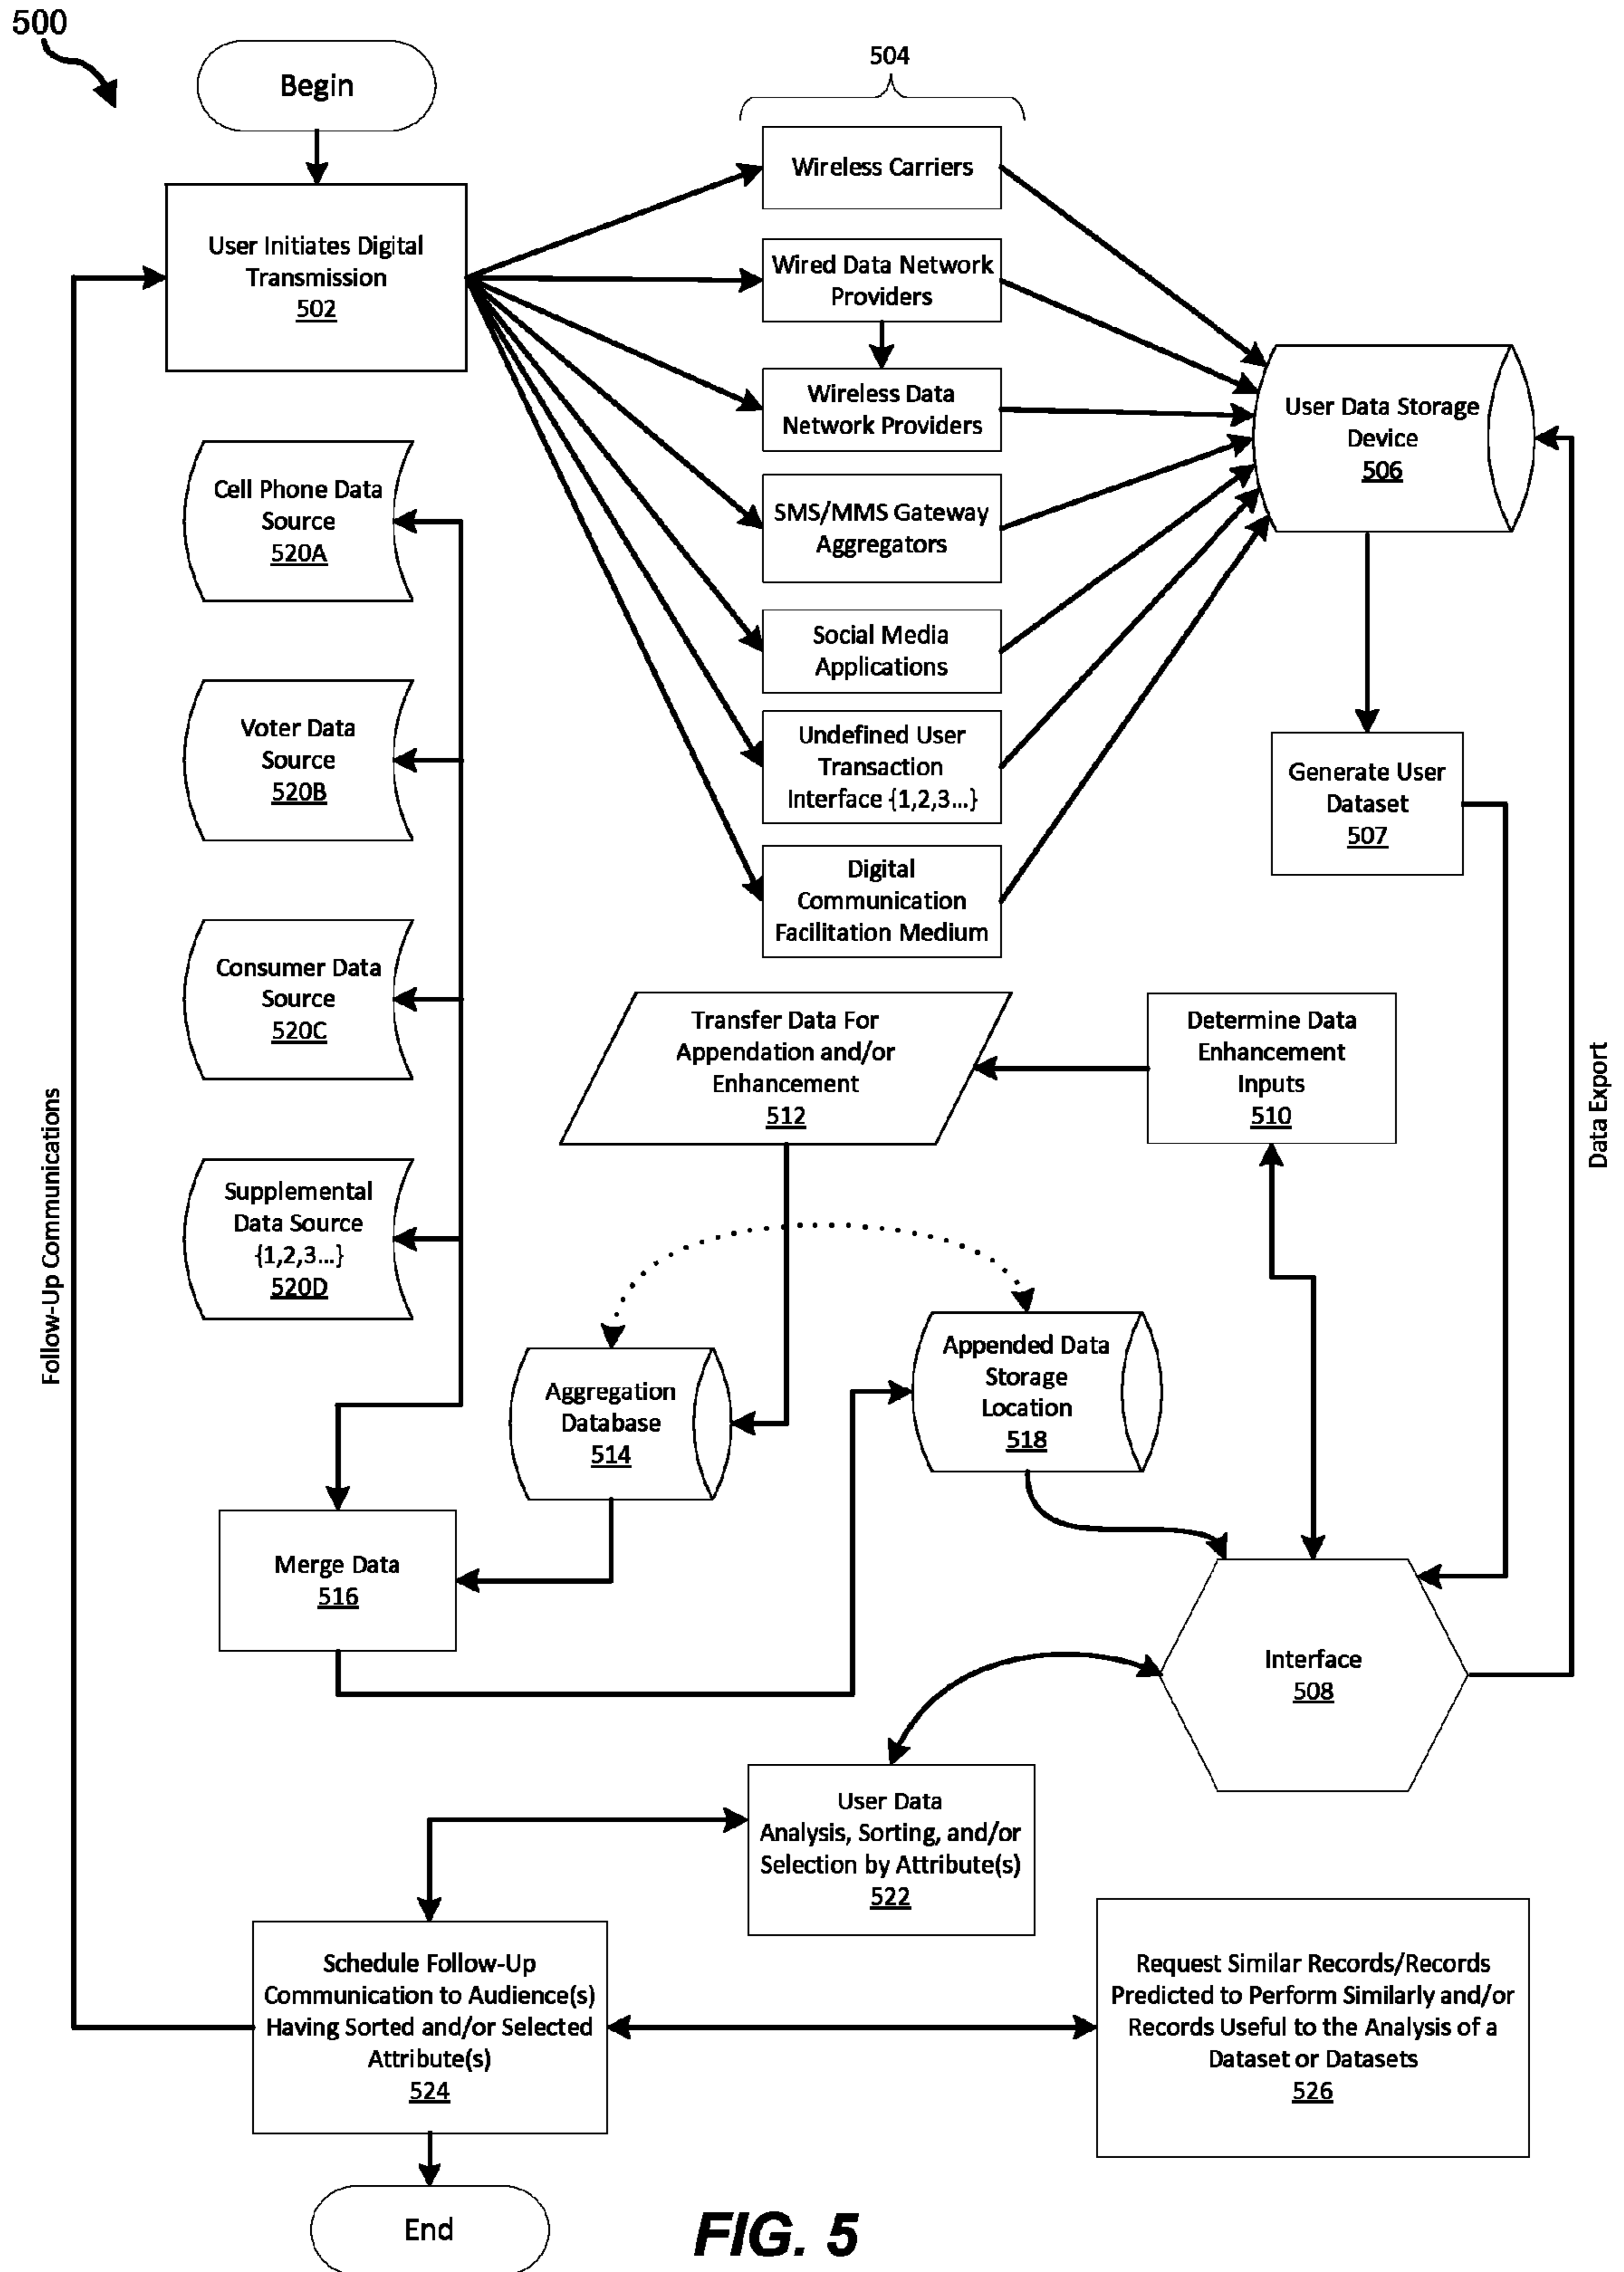 500
Begin
504
Wireless Carriers
User Initiates Digital
Transmission
502
Wired Data Network
Providers
Wireless Data
Network Providers
User Data Storage
Device
506
Cell Phone Data
Source
520A
SMS/MMS Gateway
Aggregators
Social Media
Applications
Voter Data
Source
520B
Undefined User
Transaction
Interface {1,2,3...}
Generate User
Dataset
507
Digital
Communication
Facilitation Medium
Consumer Data
Source
520C
Transfer Data For
Appendation and/or
Enhancement
512
Determine Data
Enhancement
Inputs
510
Data Export
Follow-Up Communications
Supplemental
Data Source
{1,2,3...}
520D
Aggregation
Database
514
Appended Data
Storage
Location
518
Merge Data
516
Interface
508
User Data
Analysis, Sorting, and/or
Selection by Attribute(s)
522
Schedule Follow-Up
Communication to Audience(s)
Having Sorted and/or Selected
Attribute(s)
524
Request Similar Records/Records
Predicted to Perform Similarly and/or
Records Useful to the Analysis of a
Dataset or Datasets
526
End
FIG. 5